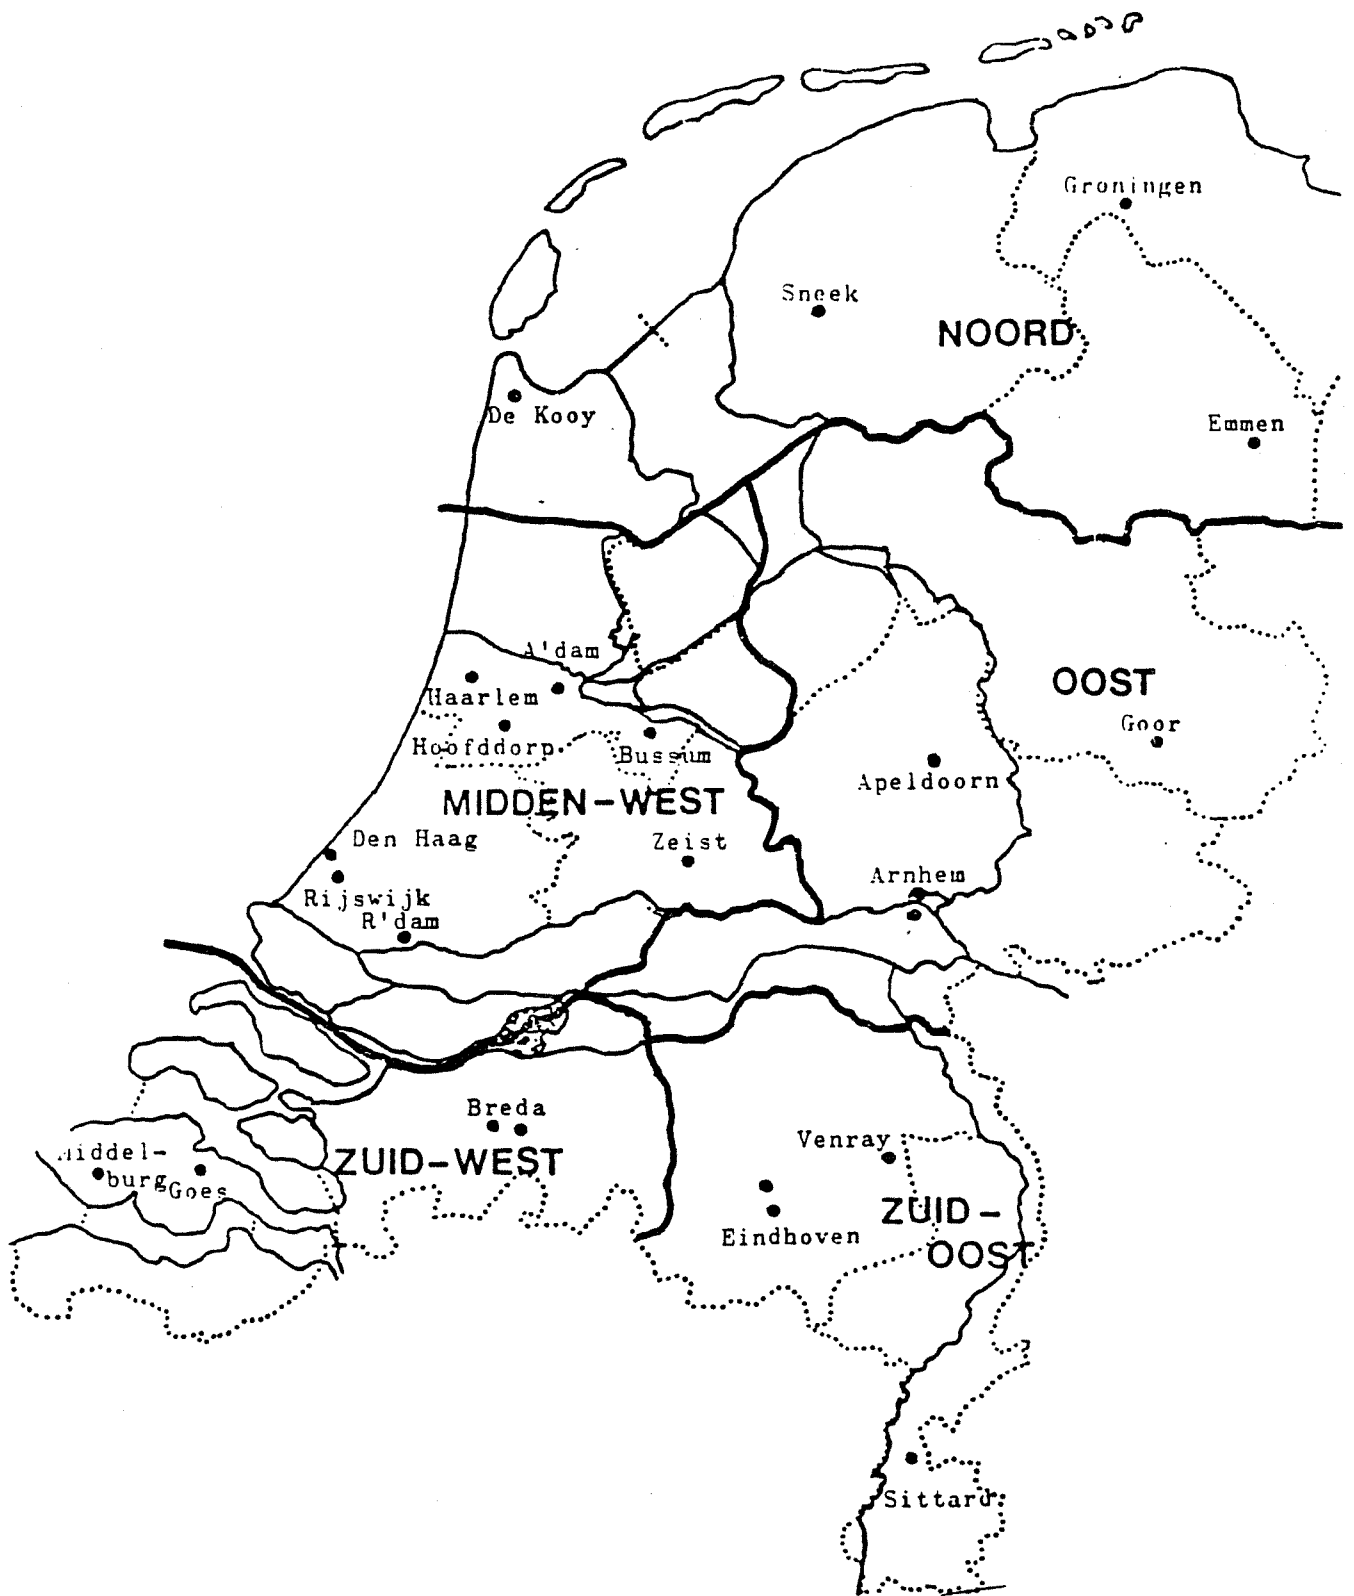 Groningen
Sneek
NOORD
De Kooy
Emmen
A'dam
Haarlem
OOST
Goor
Hoofddorp
Bussum
Apeldoorn
MIDDEN-WEST
Den Haag
Zeist
Arnhem
Rijswijk
R'dam
Breda
Venray
Middel-
burg
Goes
ZUID-WEST
ZUID-
OOST
Eindhoven
Sittard